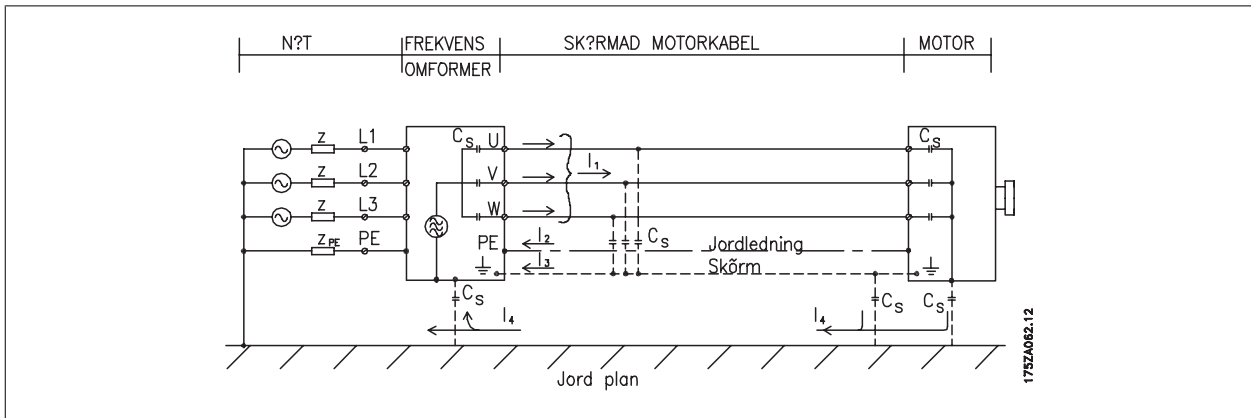 N?T
FREKVENS
OMFORMER
SK?RMAD MOTORKABEL
MOTOR
z L1
z L2
z L3
Z PE PE
Cs U
V
W
PE
I₁
I₂
I₃
Cs
Jordledning
Skõrm
Cs
Cs
I₄
I₄
Cs
Cs
Jord plan
175ZA062.12